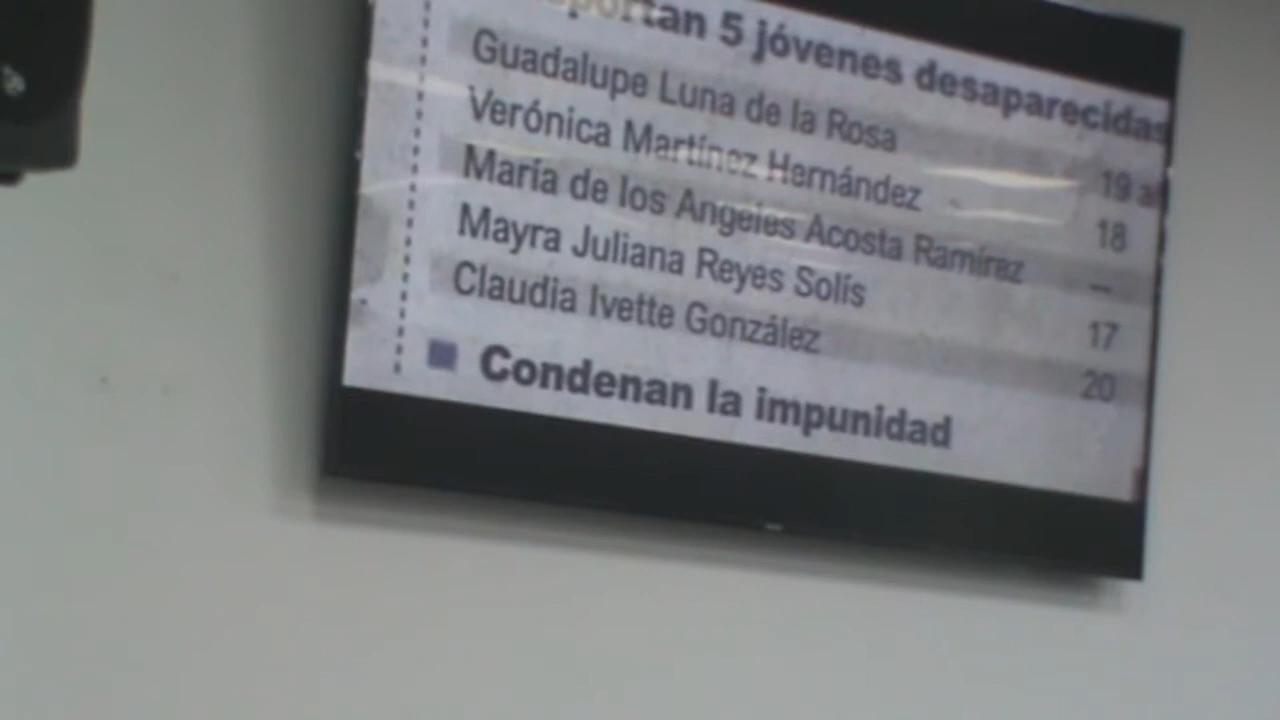 5 jóvenes desaparecidas
Guadalupe Luna de la Rosa 19
Verónica Martínez Hernández 18
María de los Angeles Acosta Ramírez –
Mayra Juliana Reyes Solís 17
Claudia Ivette González 20
Condenan la impunidad